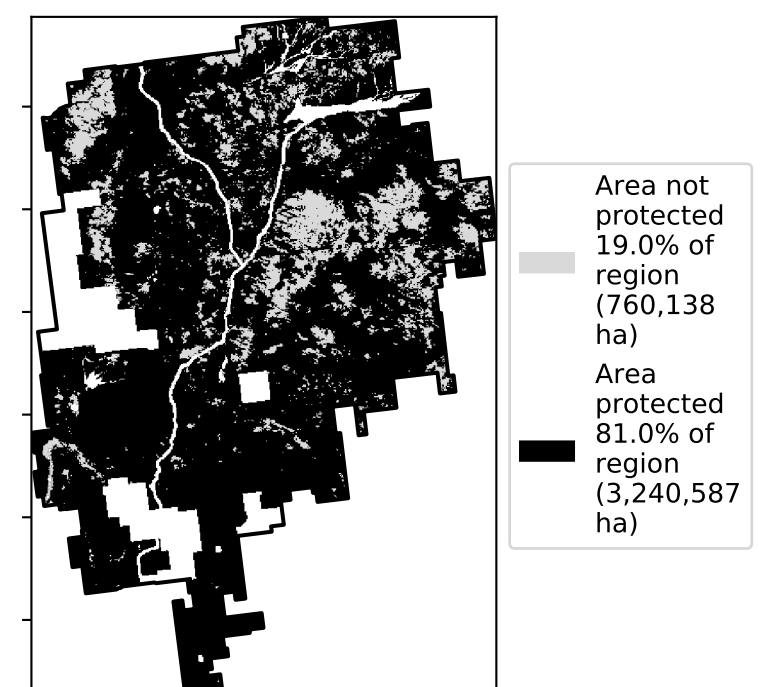 Area not
protected
19.0% of
region
(760,138
ha)
Area
protected
81.0% of
region
(3,240,587
ha)